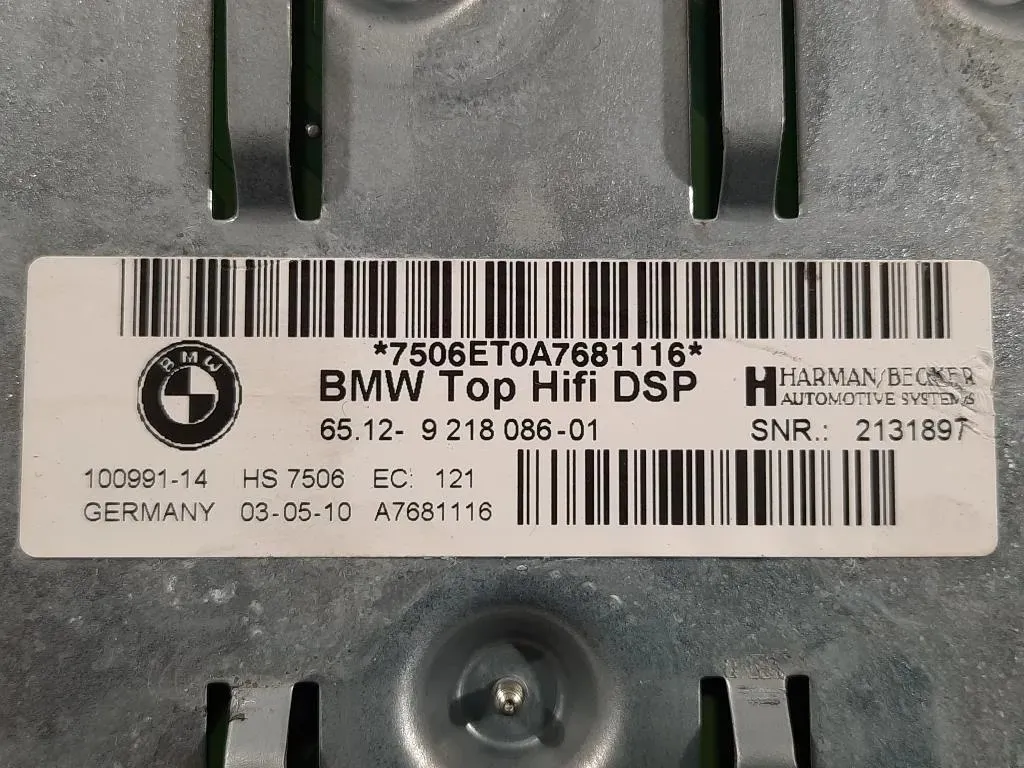 *7506ET0A7681116*
BMW
BMW Top Hifi DSP
HARMAN/BECKER
AUTOMOTIVE SYSTEMS
65.12- 9 218 086-01
SNR.: 2131897
100991-14 HS 7506 EC: 121
GERMANY 03-05-10 A7681116